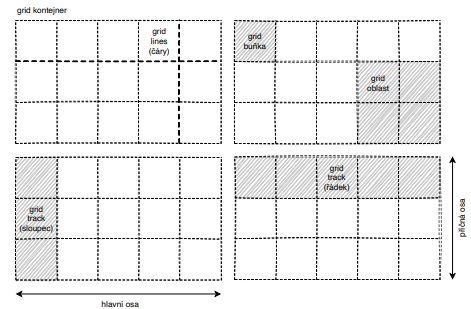 grid kontejner
grid
lines
(čáry)
grid
buňka
grid
oblast
grid
track
(sloupec)
grid
track
(řádek)
příčná osa
hlavní osa